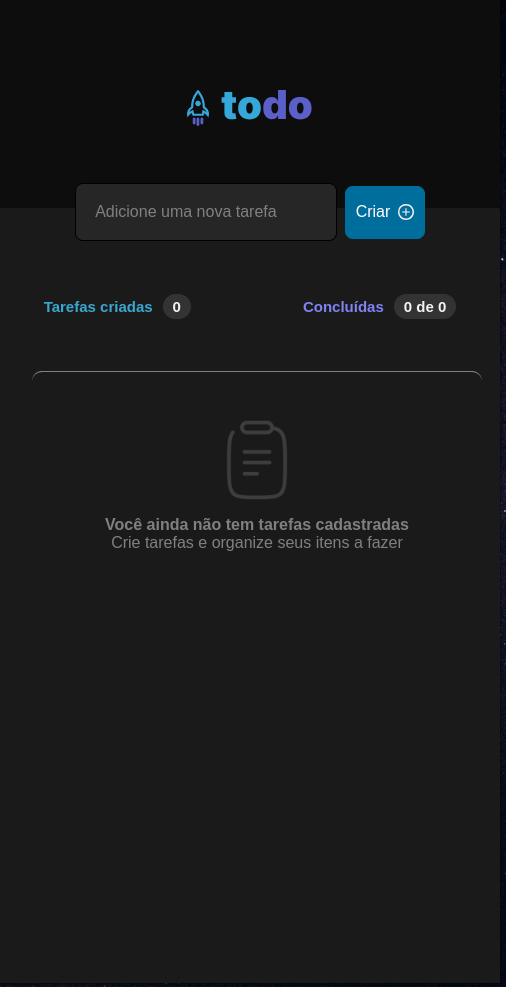 todo
Adicione uma nova tarefa
Criar
Tarefas criadas 0
Concluídas 0 de 0
Você ainda não tem tarefas cadastradas
Crie tarefas e organize seus itens a fazer